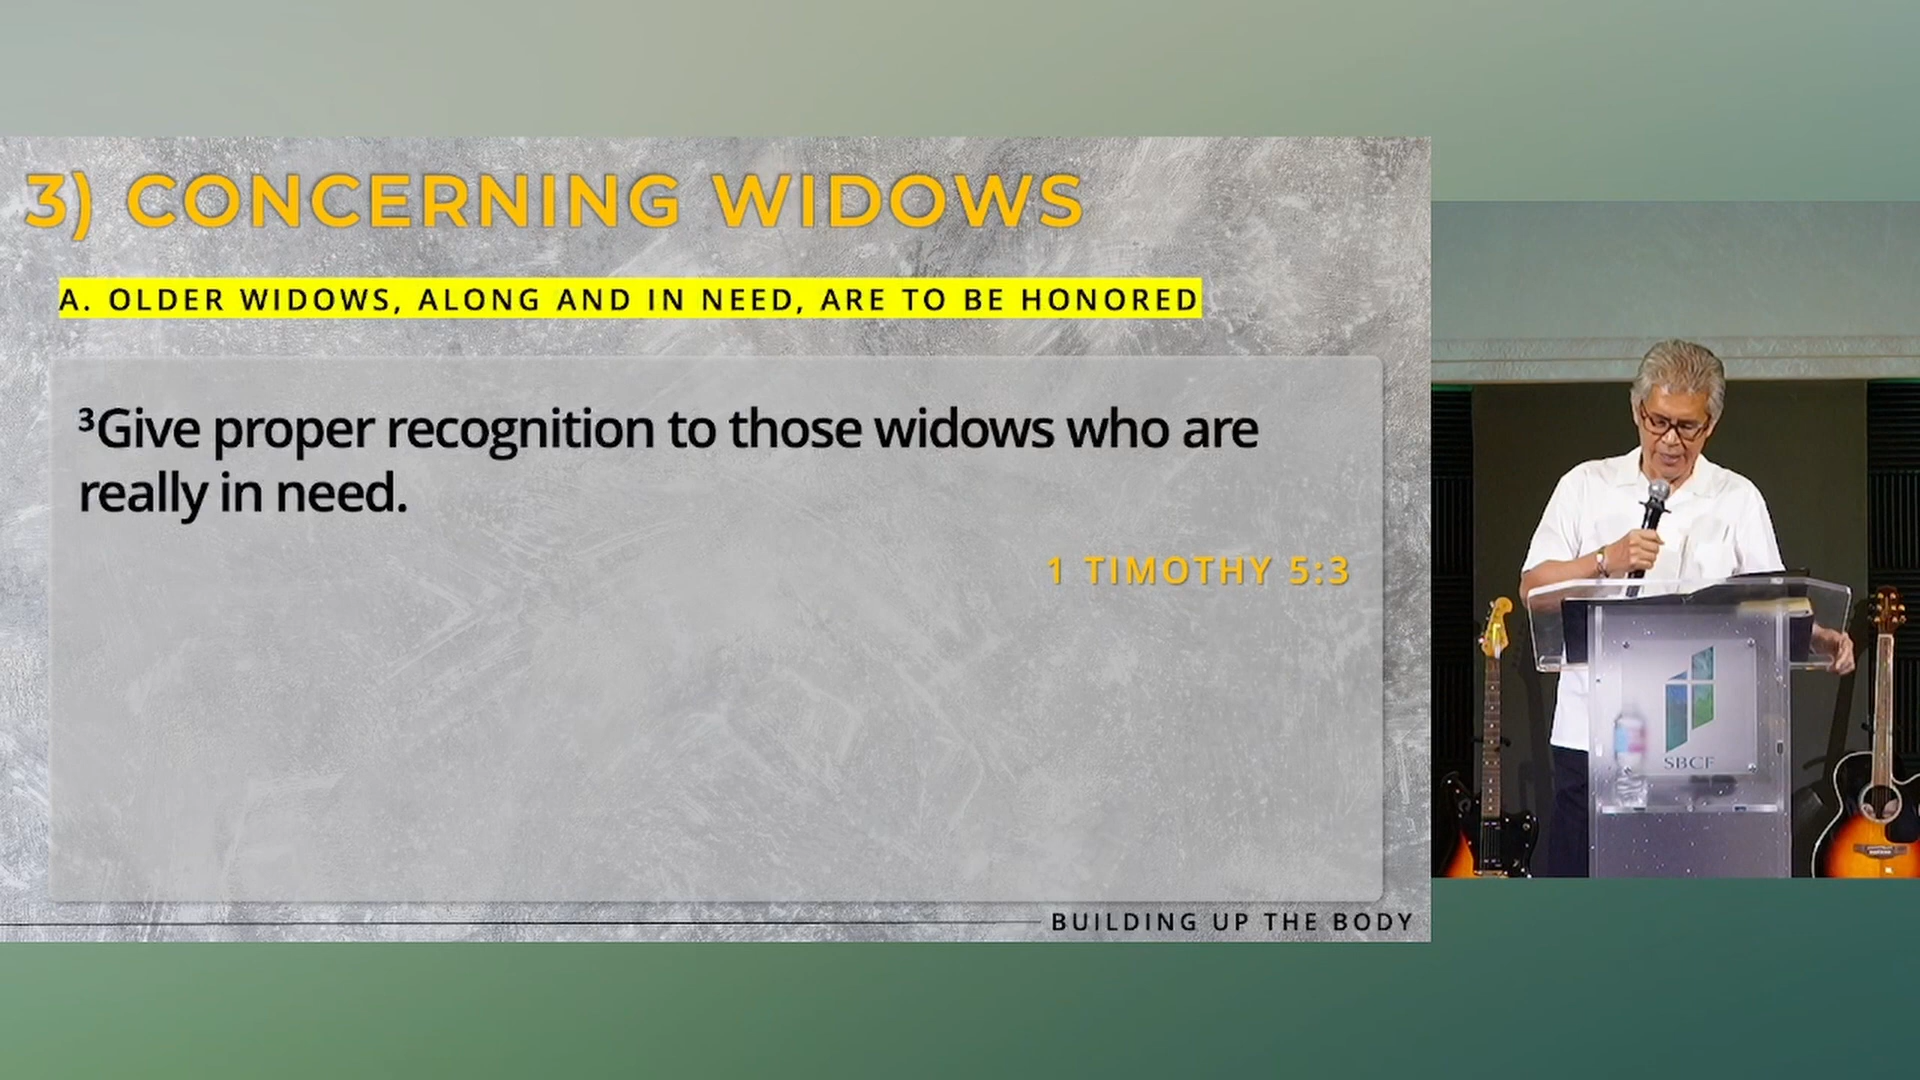 3) CONCERNING WIDOWS
A. OLDER WIDOWS, ALONG AND IN NEED, ARE TO BE HONORED
³Give proper recognition to those widows who are
really in need.
1 TIMOTHY 5:3
BUILDING UP THE BODY
SBCF